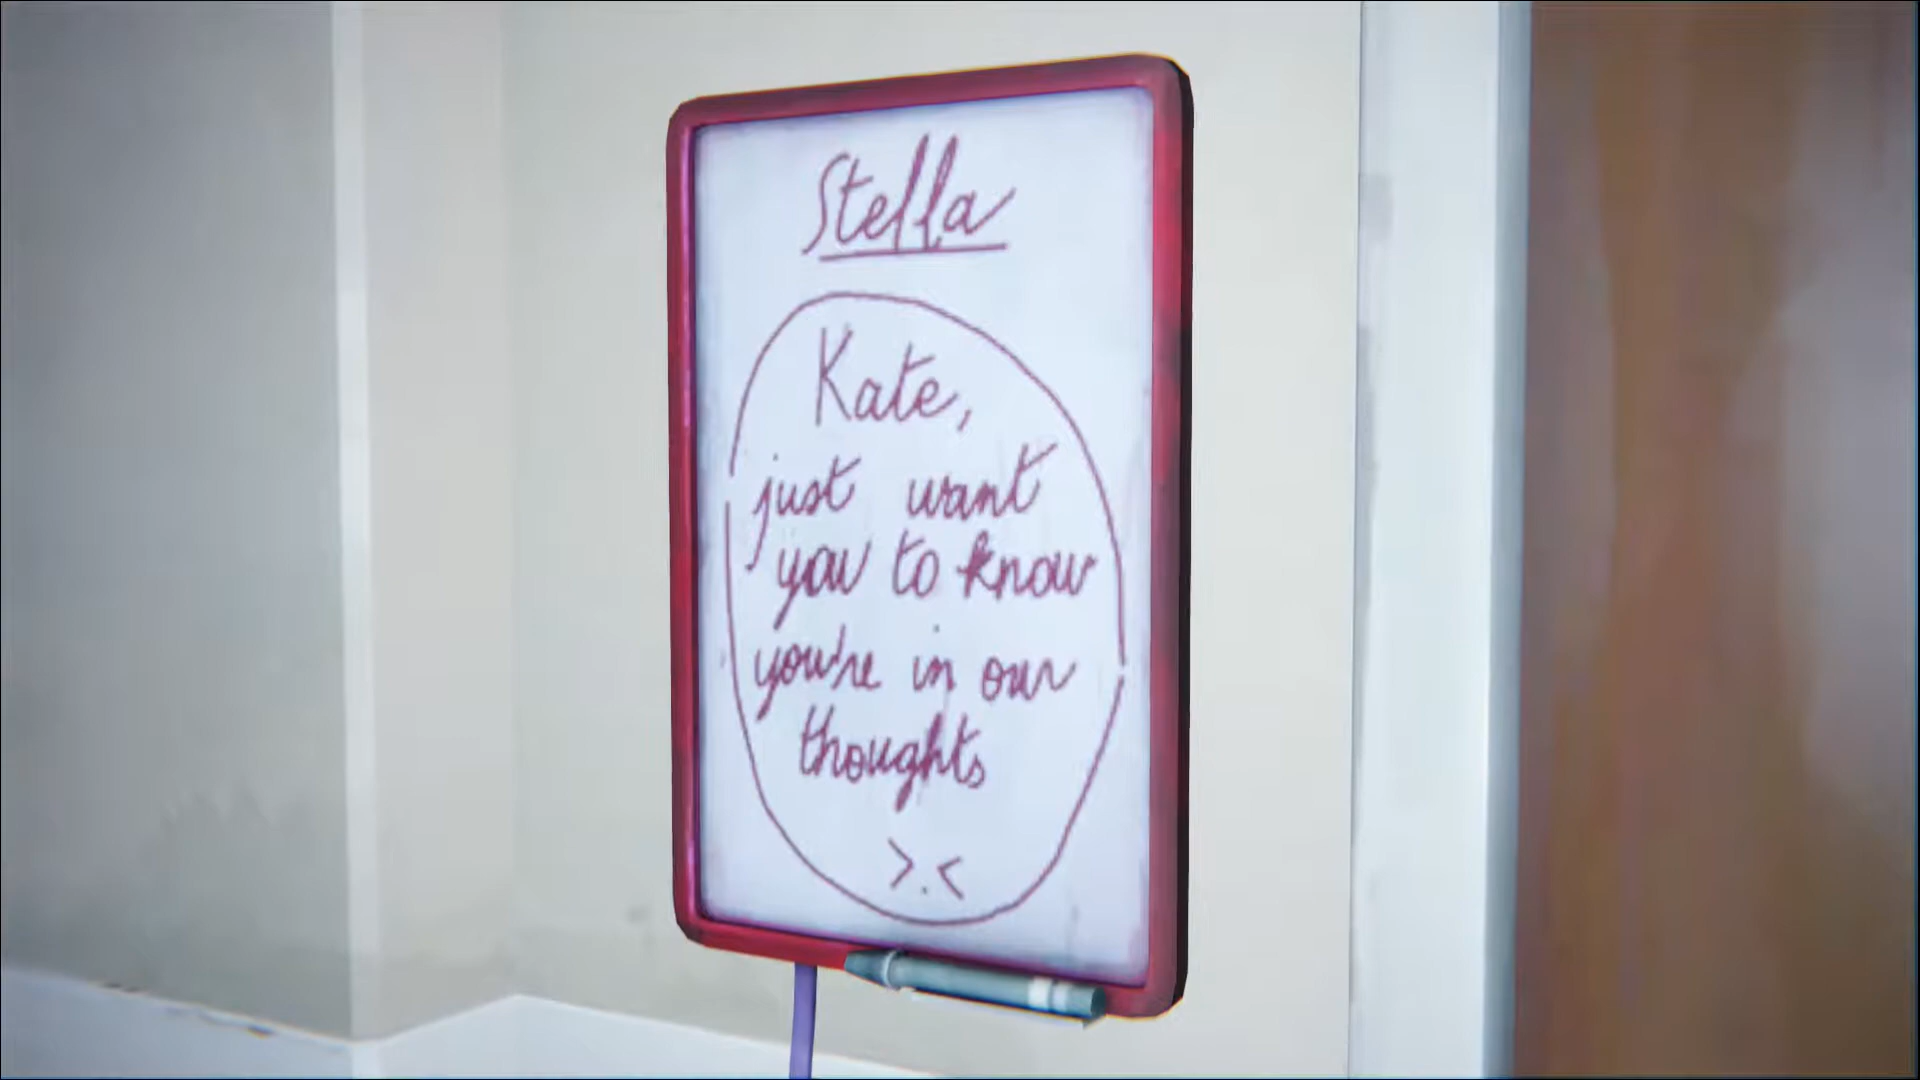 Stella
Kate,
just want
you to know
you're in our
thoughts
>.<